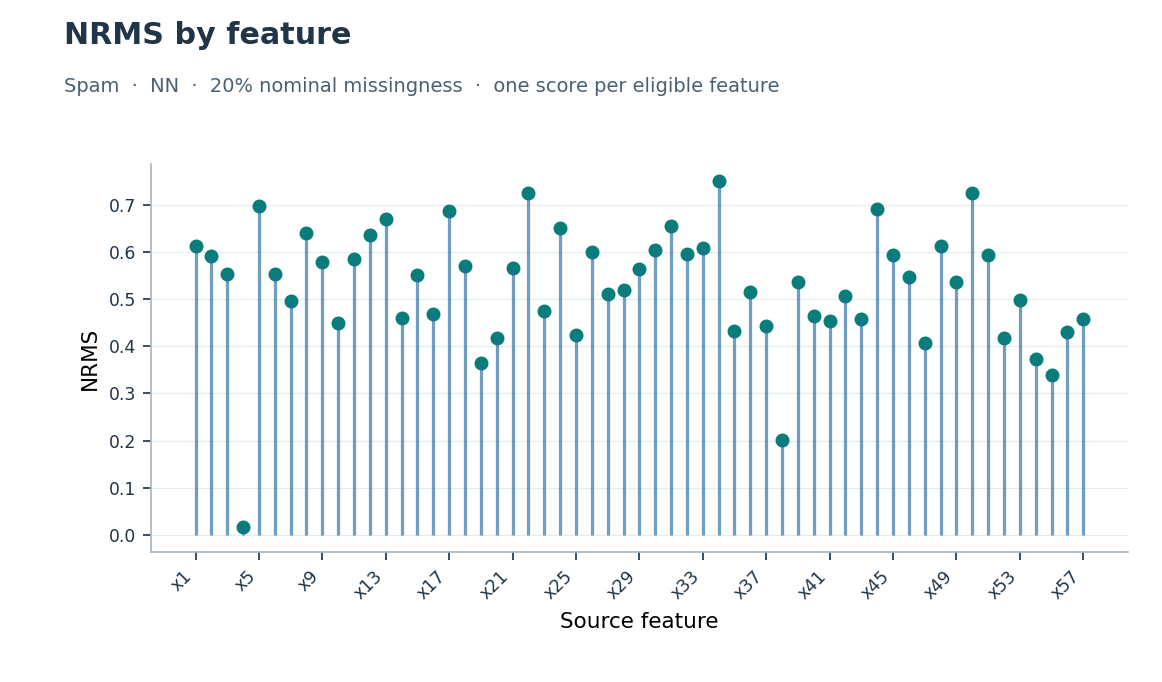 NRMS by feature
Spam · NN · 20% nominal missingness · one score per eligible feature
NRMS
0.7
0.6
0.5
0.4
0.3
0.2
0.1
0.0
x1 x5 x9 x13 x17 x21 x25 x29 x33 x37 x41 x45 x49 x53 x57
Source feature